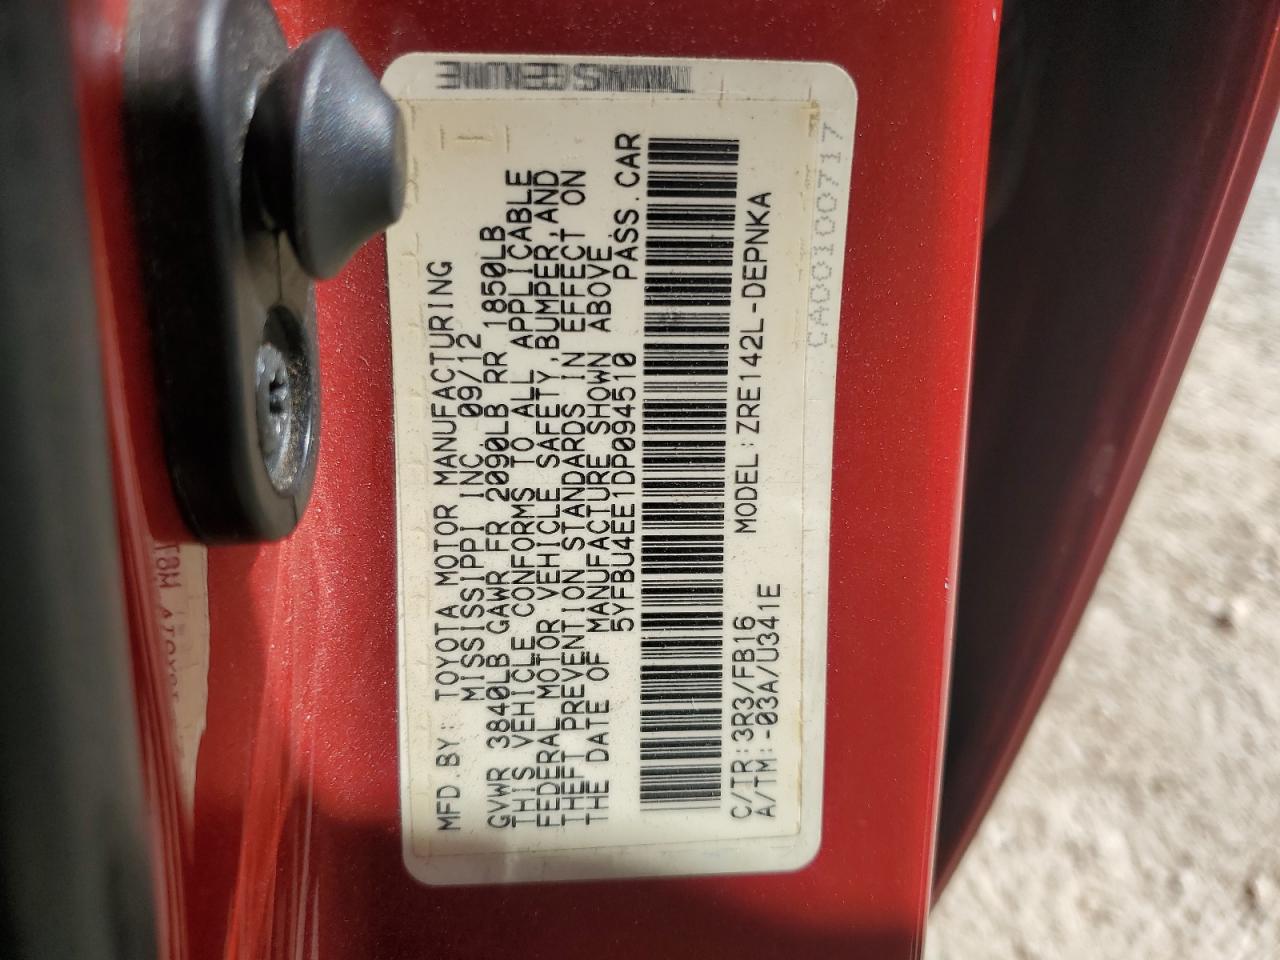 MFD.BY: TOYOTA MOTOR MANUFACTURING
MISSISSIPPI INC. 09/12
GVWR 3840LB GAWR FR 2090LB RR 1850LB
THIS VEHICLE CONFORMS TO ALL APPLICABLE
FEDERAL MOTOR VEHICLE SAFETY,BUMPER,AND
THEFT PREVENTION STANDARDS IN EFFECT ON
THE DATE OF MANUFACTURE SHOWN ABOVE.
5YFBU4EE1DP094510 PASS.CAR
C/TR:3R3/FB16 MODEL:ZRE142L-DEPNKA
A/TM:-03A/U341E
CA00100717